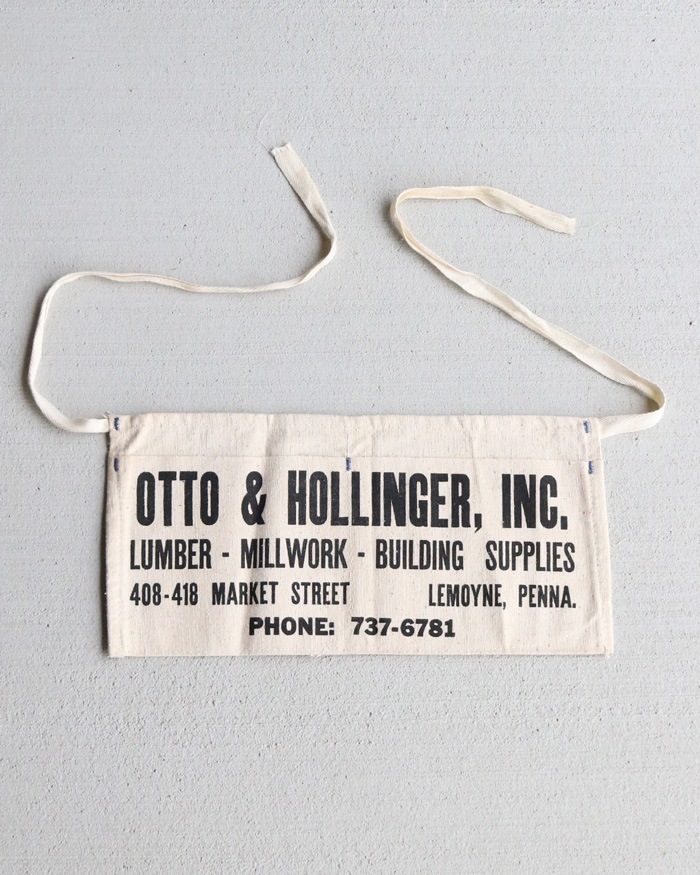 OTTO & HOLLINGER, INC.
LUMBER - MILLWORK - BUILDING SUPPLIES
408-418 MARKET STREET LEMOYNE, PENNA.
PHONE: 737-6781